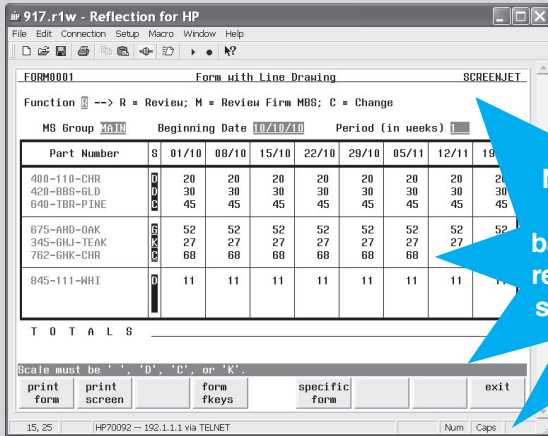 917.r1w - Reflection for HP
File Edit Connection Setup Macro Window Help
FORM0001 Form with Line Drawing SCREENJET
Function R --> R = Review; M = Review Firm MBS; C = Change
MS Group MAIN Beginning Date 10/10/10 Period (in weeks) 1
Part Number S 01/10 08/10 15/10 22/10 29/10 05/11 12/11 19
400-110-CHR D 20 20 20 20 20 20 20 20
420-BBS-GLD D 30 30 30 30 30 30 30 30
640-TBR-PINE C 45 45 45 45 45 45 45 45
675-AHD-OAK G 52 52 52 52 52 52 52 52
345-GHJ-TEAK K 27 27 27 27 27 27 27
762-GHK-CHR C 68 68 68 68 68 68
845-111-WHI D 11 11 11 11 11 11 11 11
T O T A L S
Scale must be ' ', 'D', 'C', or 'K'.
print form print screen form fkeys specific form exit
15, 25 HP70092 -- 192.1.1.1 via TELNET Num Caps